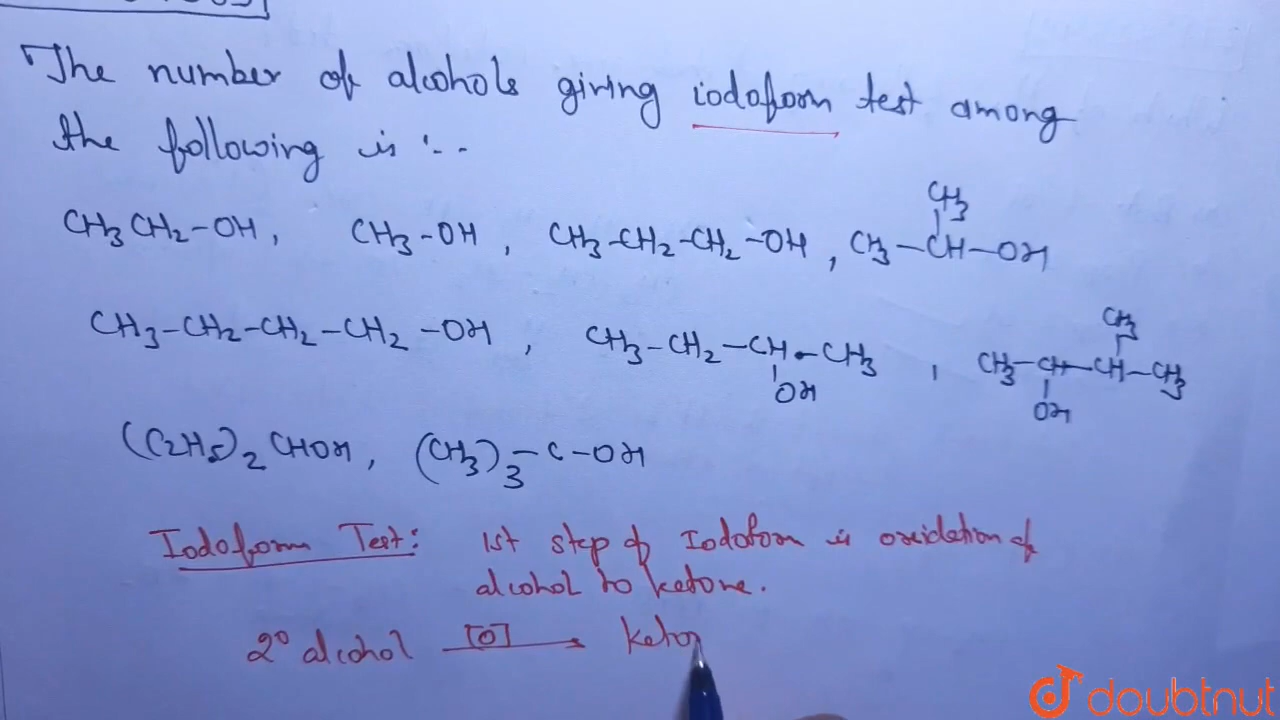 The number of alcohols giving iodoform test among
the following is :--
CH3
CH3CH2-OH, CH3-OH, CH3-CH2-CH2-OH, CH3-CH-OH
CH3
CH3-CH2-CH2-CH2-OH, CH3-CH2-CH-CH3, CH3-CH-CH-CH3
OH OH
(C2H5)2CHOH, (CH3)3-C-OH
Iodoform Test: 1st step of Iodoform is oxidation of
alcohol to ketone.
2° alcohol [O] → Keton
doubtnut